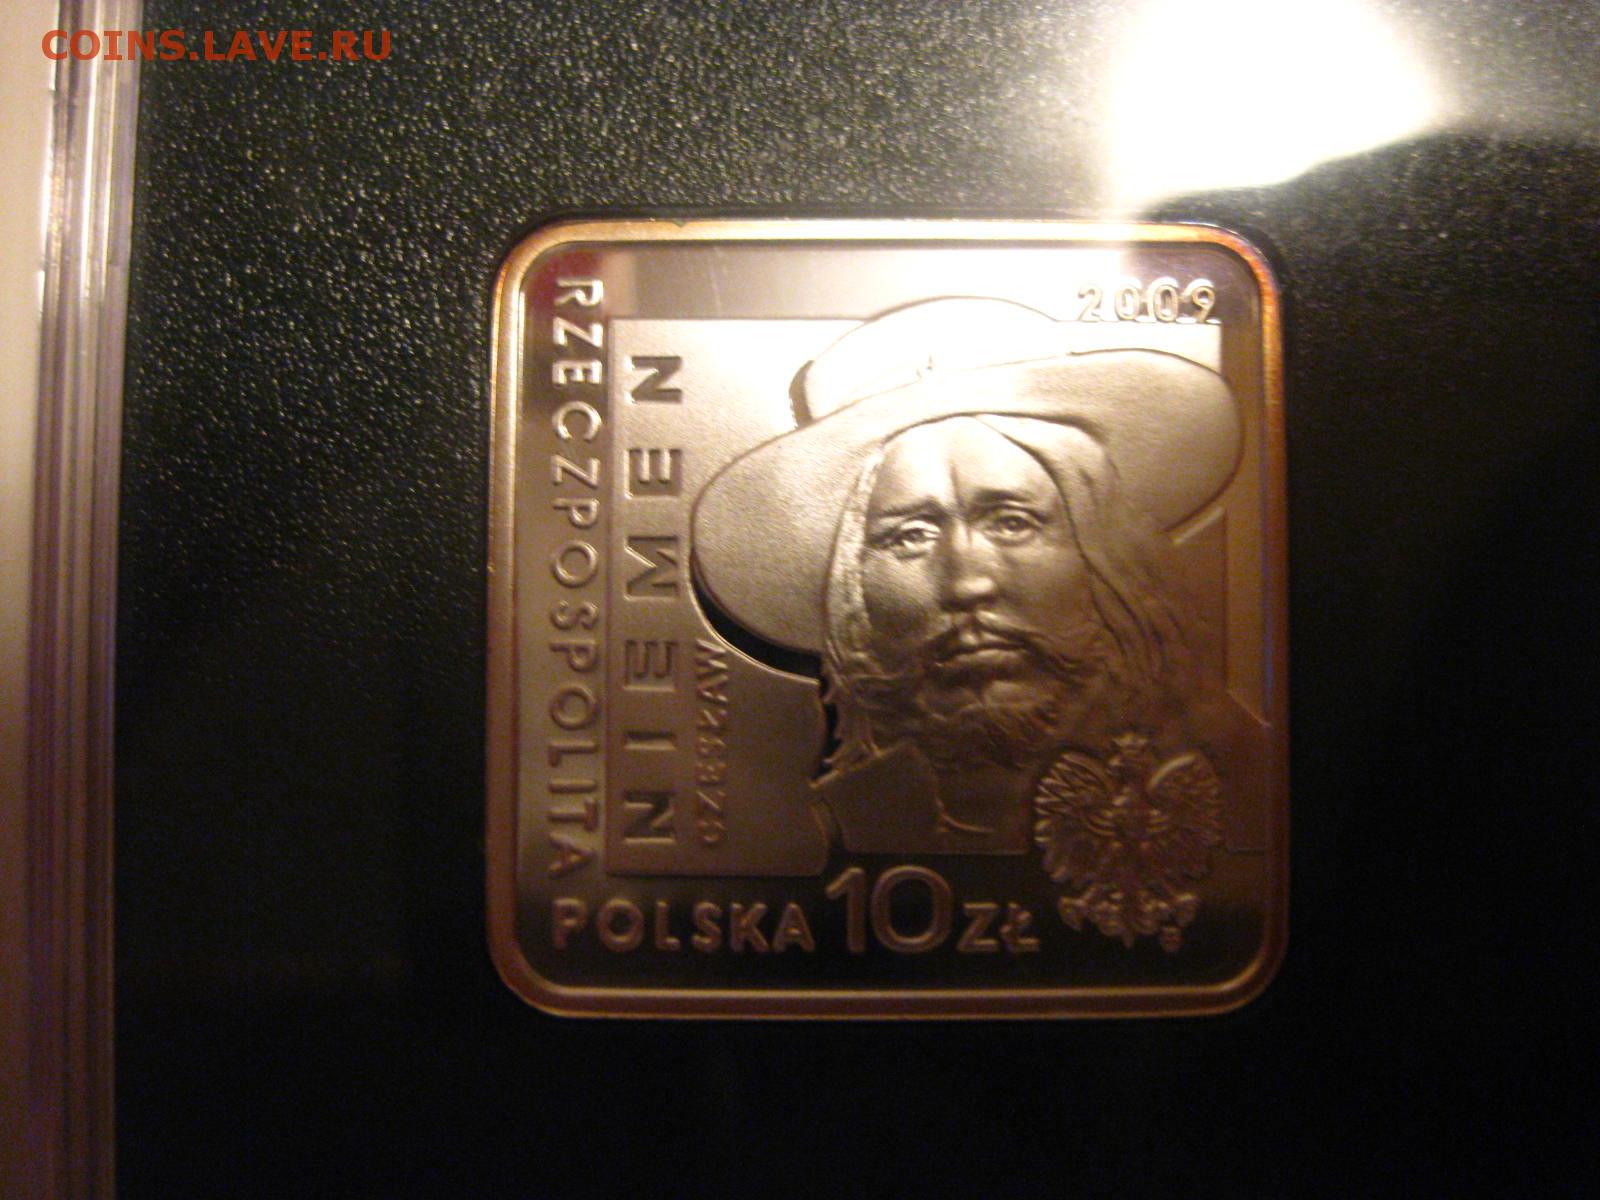 COINS.LAVE.RU
2009
RZECZPOSPOLITA
NIEMEN
CZESŁAW
POLSKA 10 ZŁ